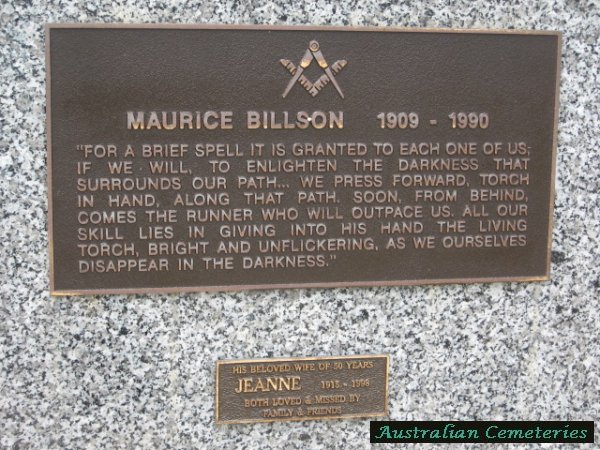 MAURICE BILLSON 1909 - 1990
"FOR A BRIEF SPELL IT IS GRANTED TO EACH ONE OF US;
IF WE WILL, TO ENLIGHTEN THE DARKNESS THAT
SURROUNDS OUR PATH... WE PRESS FORWARD, TORCH
IN HAND, ALONG THAT PATH. SOON, FROM BEHIND,
COMES THE RUNNER WHO WILL OUTPACE US. ALL OUR
SKILL LIES IN GIVING INTO HIS HAND THE LIVING
TORCH, BRIGHT AND UNFLICKERING, AS WE OURSELVES
DISAPPEAR IN THE DARKNESS."
HIS BELOVED WIFE OF 50 YEARS
JEANNE - 1998
BOTH LOVED & MISSED BY
FAMILY & FRIENDS
Australian Cemeteries